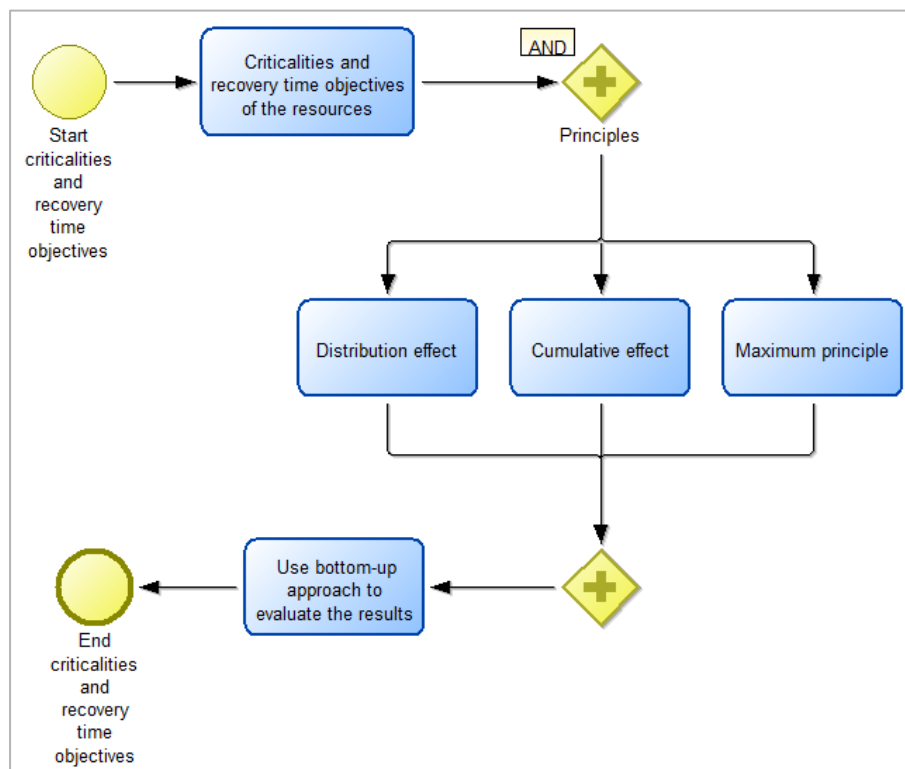 Criticalities and
recovery time objectives
of the resources
AND
Start
criticalities
and
recovery
time
objectives
Principles
Distribution effect
Cumulative effect
Maximum principle
Use bottom-up
approach to
evaluate the results
End
criticalities
and
recovery
time
objectives